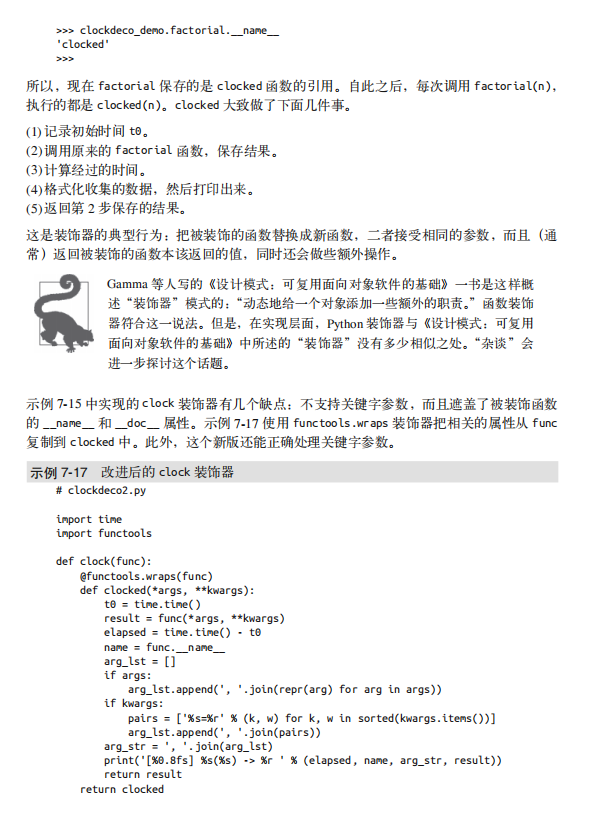 >>> clockdeco_demo.factorial.__name__
'clocked'
>>>
所以，现在 factorial 保存的是 clocked 函数的引用。自此之后，每次调用 factorial(n)，
执行的都是 clocked(n)。clocked 大致做了下面几件事。
(1) 记录初始时间 t0。
(2) 调用原来的 factorial 函数，保存结果。
(3) 计算经过的时间。
(4) 格式化收集的数据，然后打印出来。
(5) 返回第 2 步保存的结果。
这是装饰器的典型行为：把被装饰的函数替换成新函数，二者接受相同的参数，而且（通
常）返回被装饰的函数本该返回的值，同时还会做些额外操作。
Gamma 等人写的《设计模式：可复用面向对象软件的基础》一书是这样概
述“装饰器”模式的：“动态地给一个对象添加一些额外的职责。”函数装饰
器符合这一说法。但是，在实现层面，Python 装饰器与《设计模式：可复用
面向对象软件的基础》中所述的“装饰器”没有多少相似之处。“杂谈”会
进一步探讨这个话题。
示例 7-15 中实现的 clock 装饰器有几个缺点：不支持关键字参数，而且遮盖了被装饰函数
的 __name__ 和 __doc__ 属性。示例 7-17 使用 functools.wraps 装饰器把相关的属性从 func
复制到 clocked 中。此外，这个新版还能正确处理关键字参数。
示例 7-17 改进后的 clock 装饰器
# clockdeco2.py
import time
import functools
def clock(func):
    @functools.wraps(func)
    def clocked(*args, **kwargs):
        t0 = time.time()
        result = func(*args, **kwargs)
        elapsed = time.time() - t0
        name = func.__name__
        arg_lst = []
        if args:
            arg_lst.append(', '.join(repr(arg) for arg in args))
        if kwargs:
            pairs = ['%s=%r' % (k, w) for k, w in sorted(kwargs.items())]
            arg_lst.append(', '.join(pairs))
        arg_str = ', '.join(arg_lst)
        print('[%0.8fs] %s(%s) -> %r ' % (elapsed, name, arg_str, result))
        return result
    return clocked